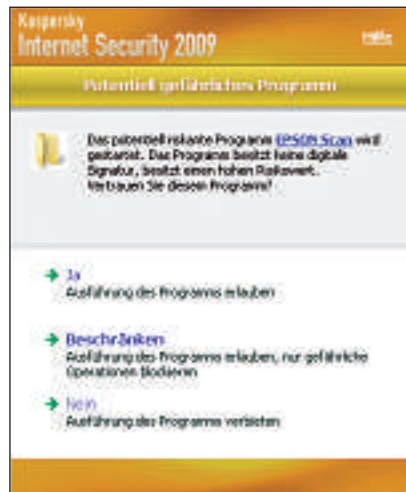 Kaspersky
Internet Security 2009
Hilfe
Potentiell gefährliches Programm
Das potentiell riskante Programm EPSON Scan wird
gestartet. Das Programm besitzt keine digitale
Signatur, besitzt einen hohen Risikowert.
Vertrauen Sie diesem Programm?
Ja
Ausführung des Programms erlauben
Beschränken
Ausführung des Programms erlauben, nur gefährliche
Operationen blockieren
Nein
Ausführung des Programms verbieten